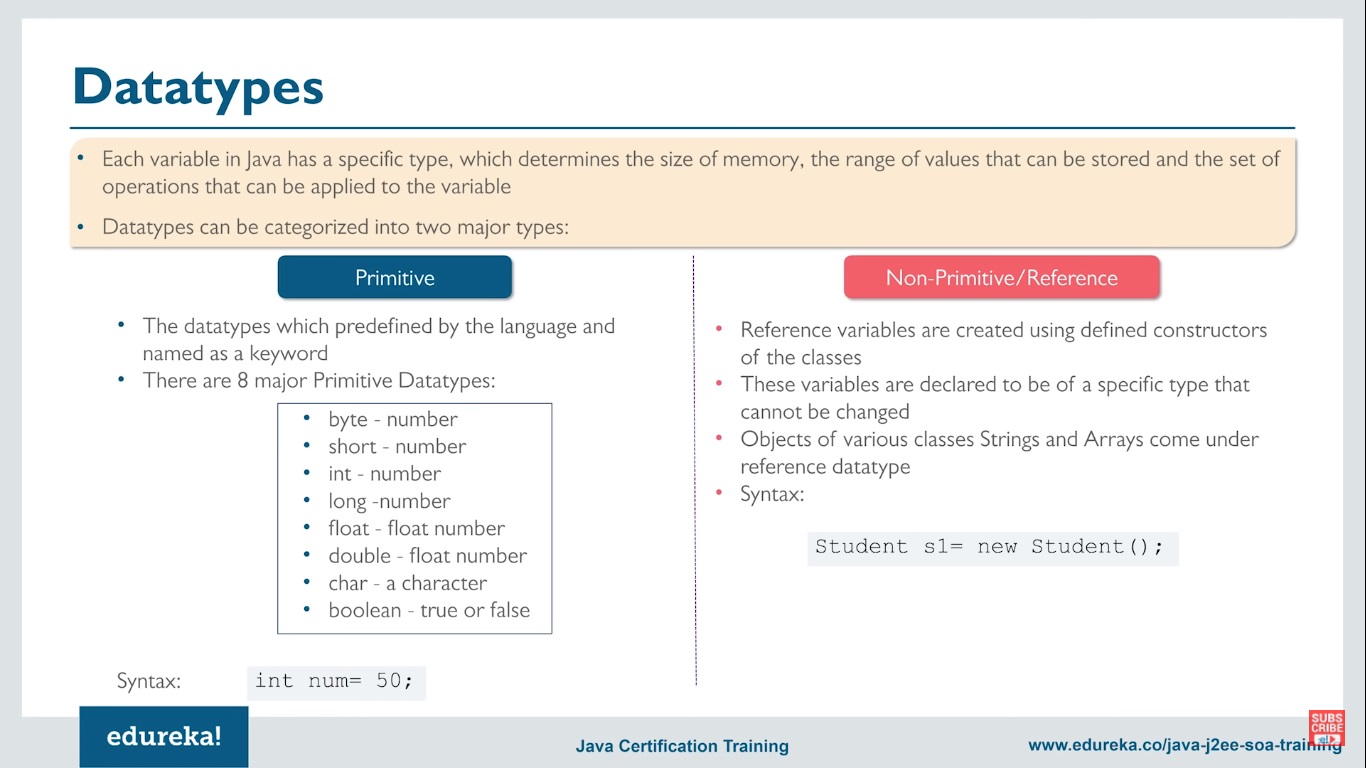 Datatypes
• Each variable in Java has a specific type, which determines the size of memory, the range of values that can be stored and the set of
operations that can be applied to the variable
• Datatypes can be categorized into two major types:
Primitive
• The datatypes which predefined by the language and
named as a keyword
• There are 8 major Primitive Datatypes:
• byte - number
• short - number
• int - number
• long -number
• float - float number
• double - float number
• char - a character
• boolean - true or false
Syntax: int num= 50;
Non-Primitive/Reference
• Reference variables are created using defined constructors
of the classes
• These variables are declared to be of a specific type that
cannot be changed
• Objects of various classes Strings and Arrays come under
reference datatype
• Syntax:
Student s1= new Student();
edureka!
Java Certification Training
www.edureka.co/java-j2ee-soa-training
SUBS
CRIBE